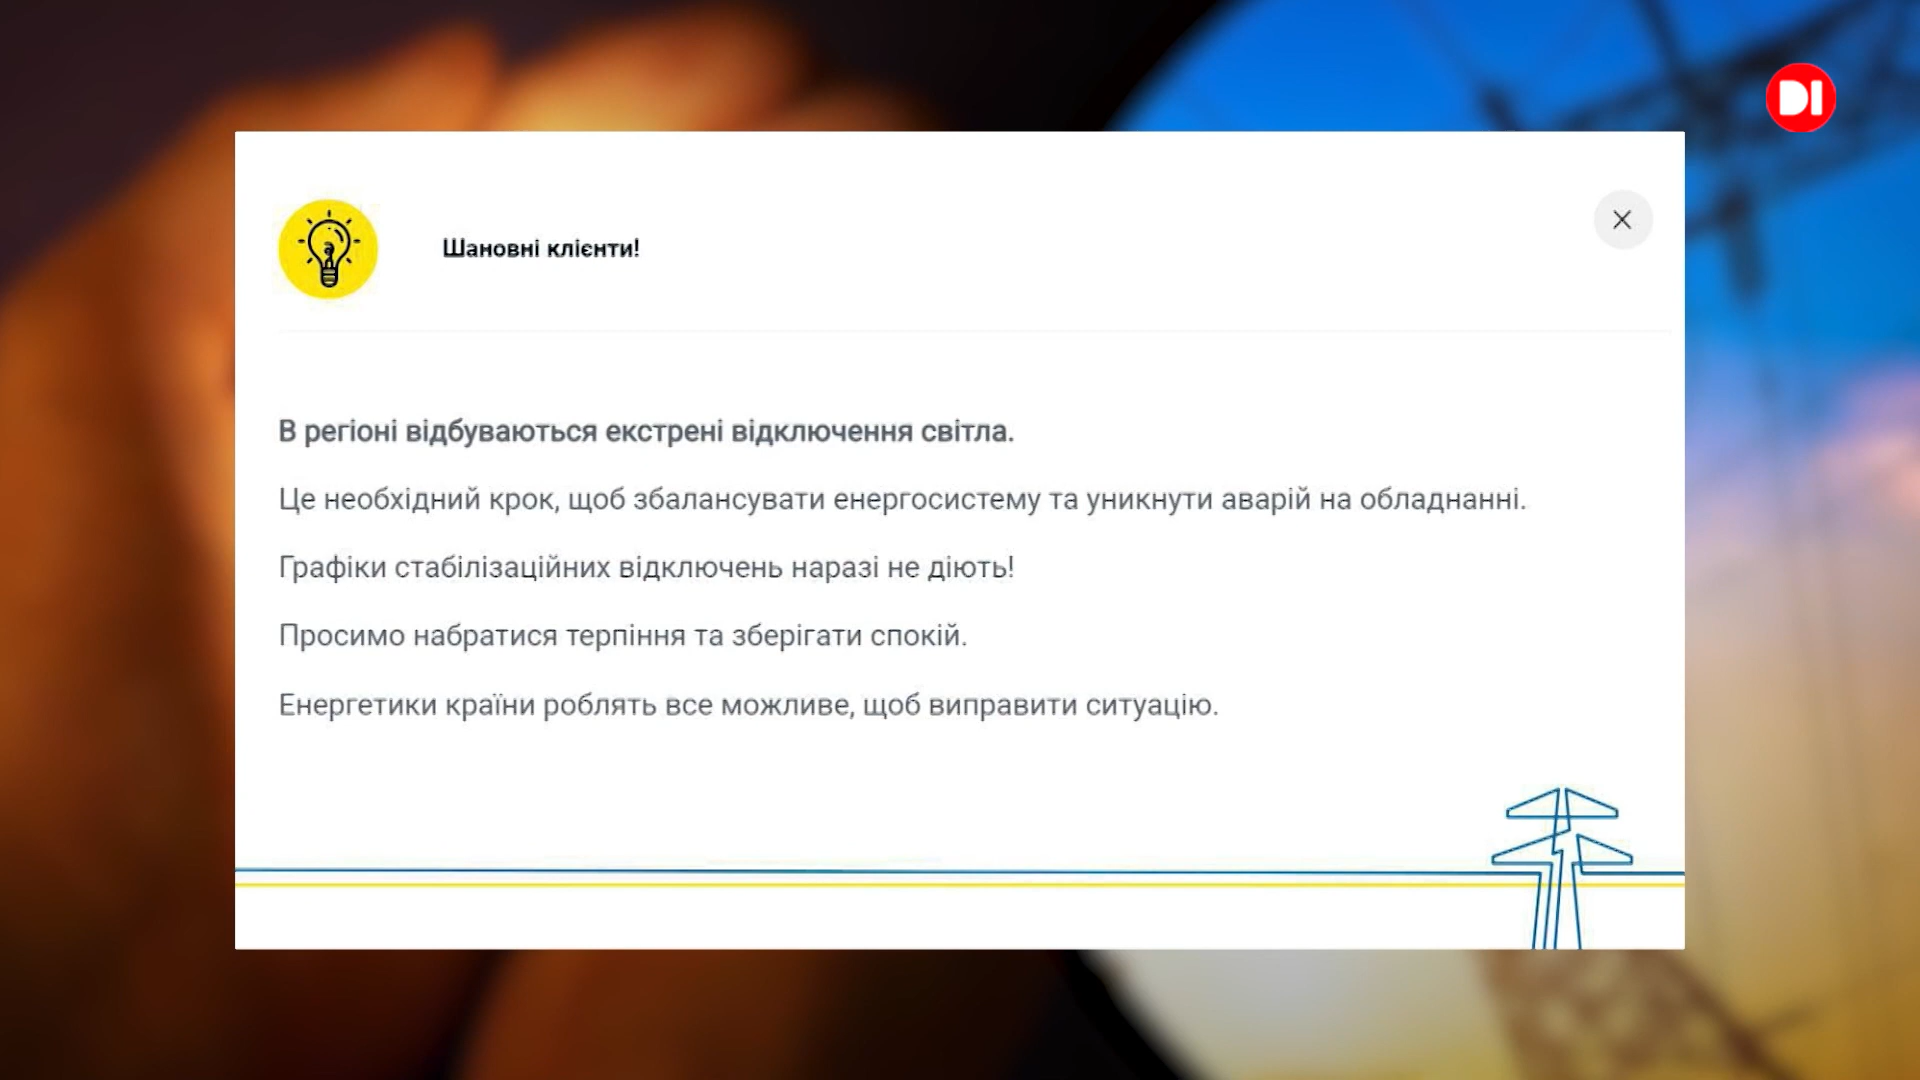 DI
Шановні клієнти!
В регіоні відбуваються екстрені відключення світла.
Це необхідний крок, щоб збалансувати енергосистему та уникнути аварій на обладнанні.
Графіки стабілізаційних відключень наразі не діють!
Просимо набратися терпіння та зберігати спокій.
Енергетики країни роблять все можливе, щоб виправити ситуацію.